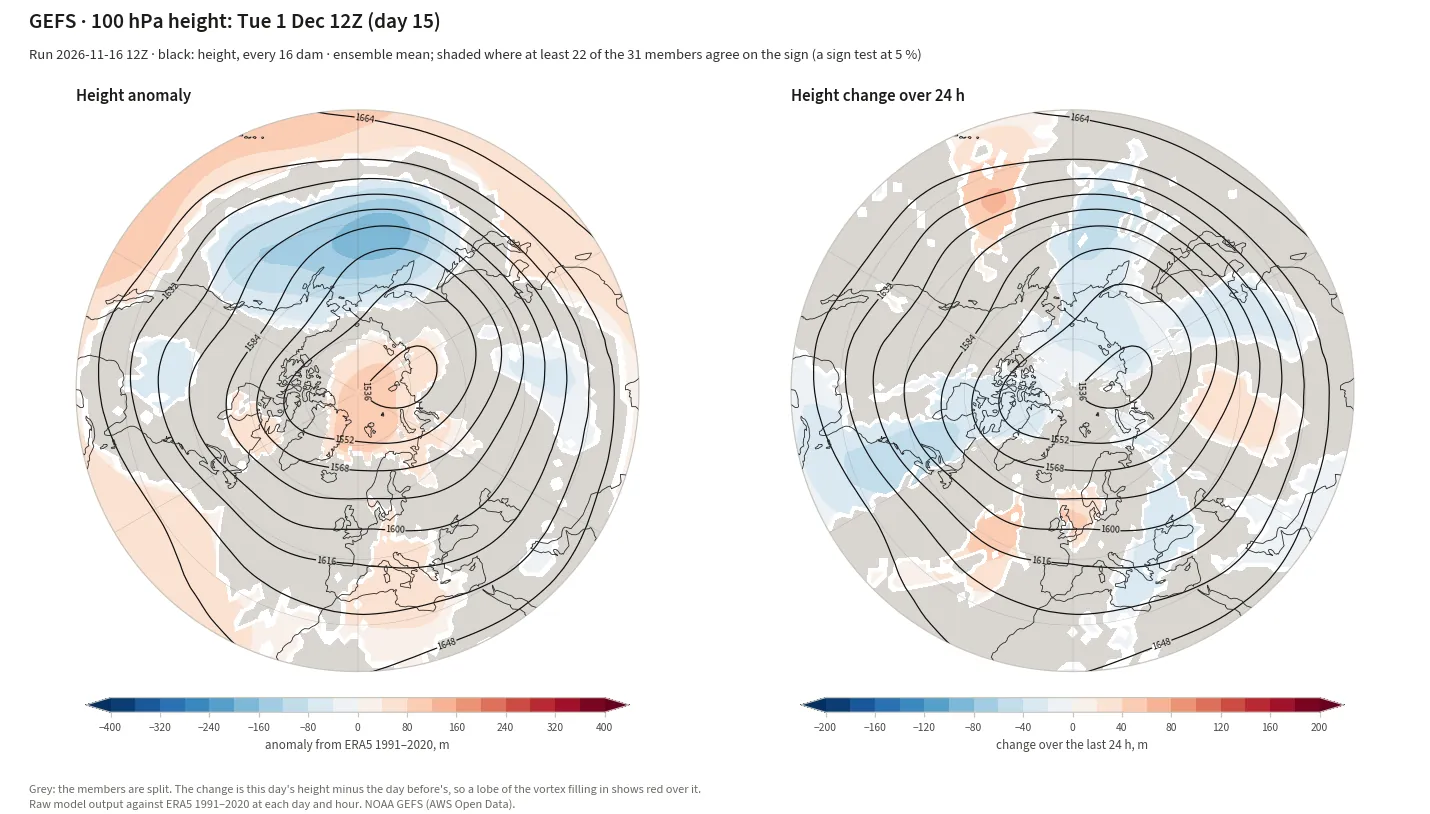 GEFS · 100 hPa height: Tue 1 Dec 12Z (day 15)
Run 2026-11-16 12Z · black: height, every 16 dam · ensemble mean; shaded where at least 22 of the 31 members agree on the sign (a sign test at 5 %)
Height anomaly
Height change over 24 h
1664
1664
1632
1632
1584
1584
1536
1536
1552
1552
1568
1568
1600
1600
1616
1616
1648
1648
−400 −320 −240 −160 −80 0 80 160 240 320 400
anomaly from ERA5 1991–2020, m
−200 −160 −120 −80 −40 0 40 80 120 160 200
change over the last 24 h, m
Grey: the members are split. The change is this day's height minus the day before's, so a lobe of the vortex filling in shows red over it.
Raw model output against ERA5 1991–2020 at each day and hour. NOAA GEFS (AWS Open Data).